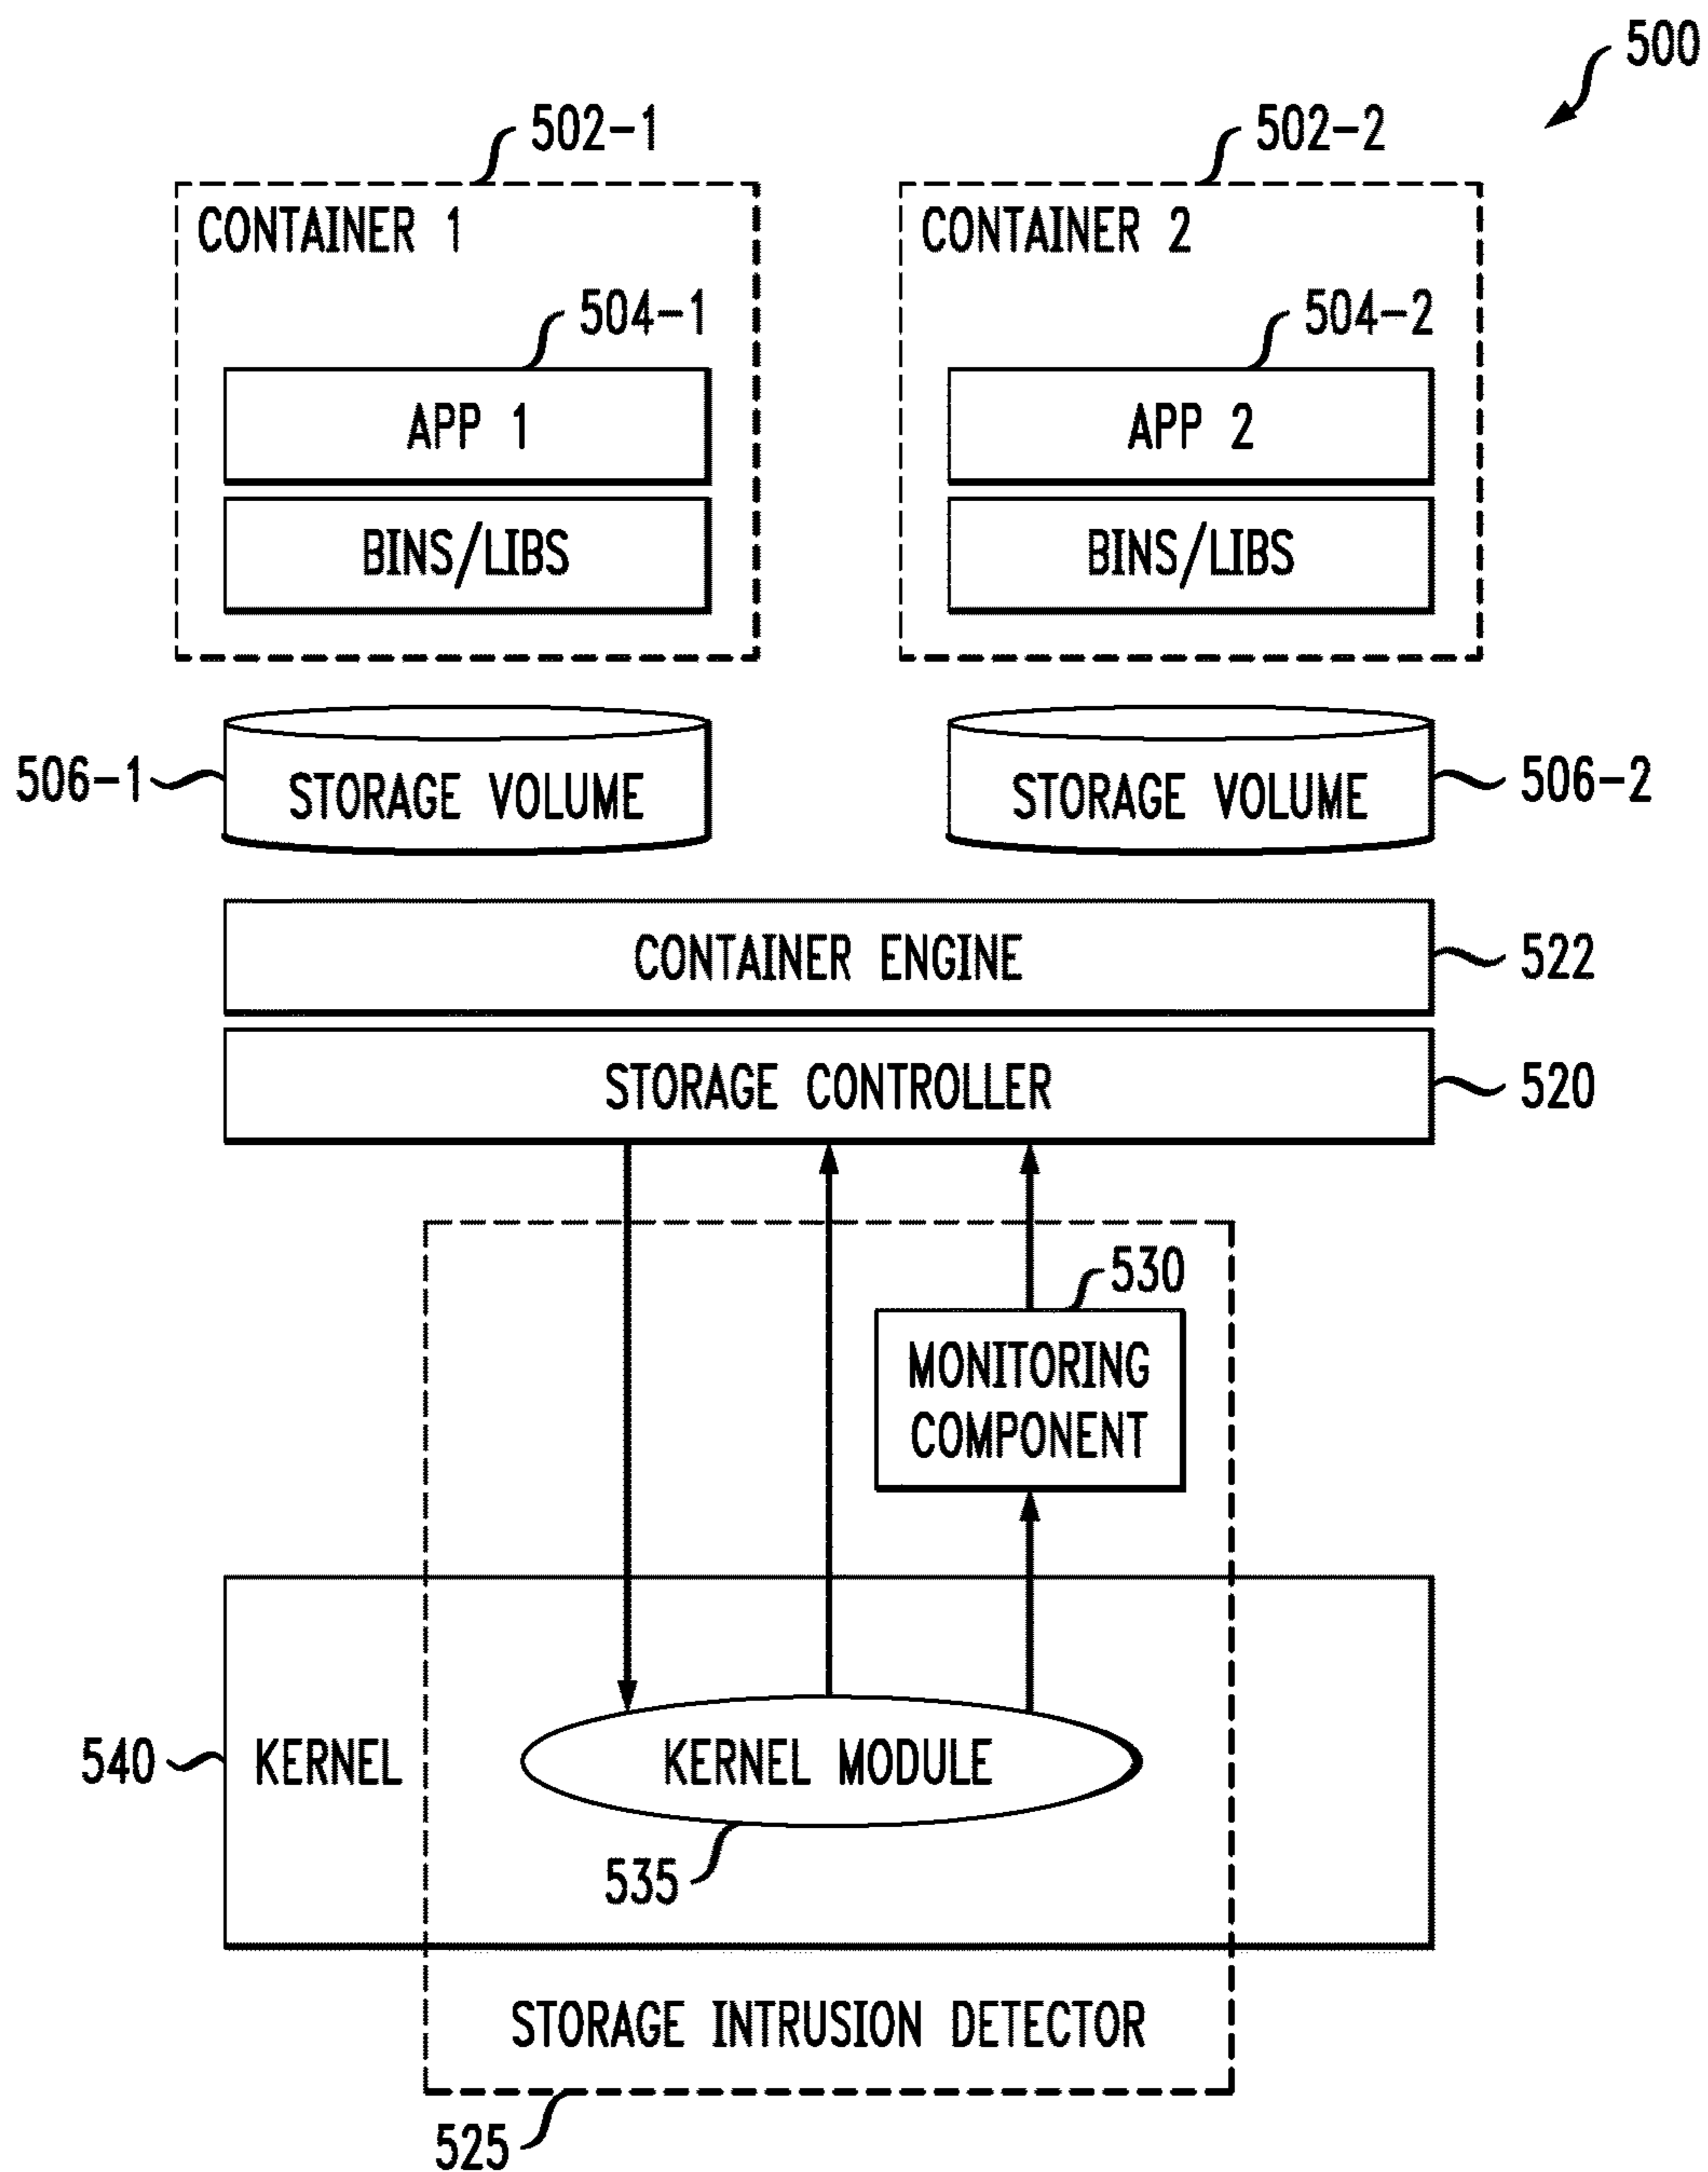 500
502-1
502-2
CONTAINER 1
CONTAINER 2
504-1
504-2
APP 1
APP 2
BINS/LIBS
BINS/LIBS
506-1
STORAGE VOLUME
STORAGE VOLUME
506-2
CONTAINER ENGINE
522
STORAGE CONTROLLER
520
530
MONITORING
COMPONENT
540
KERNEL
KERNEL MODULE
535
STORAGE INTRUSION DETECTOR
525